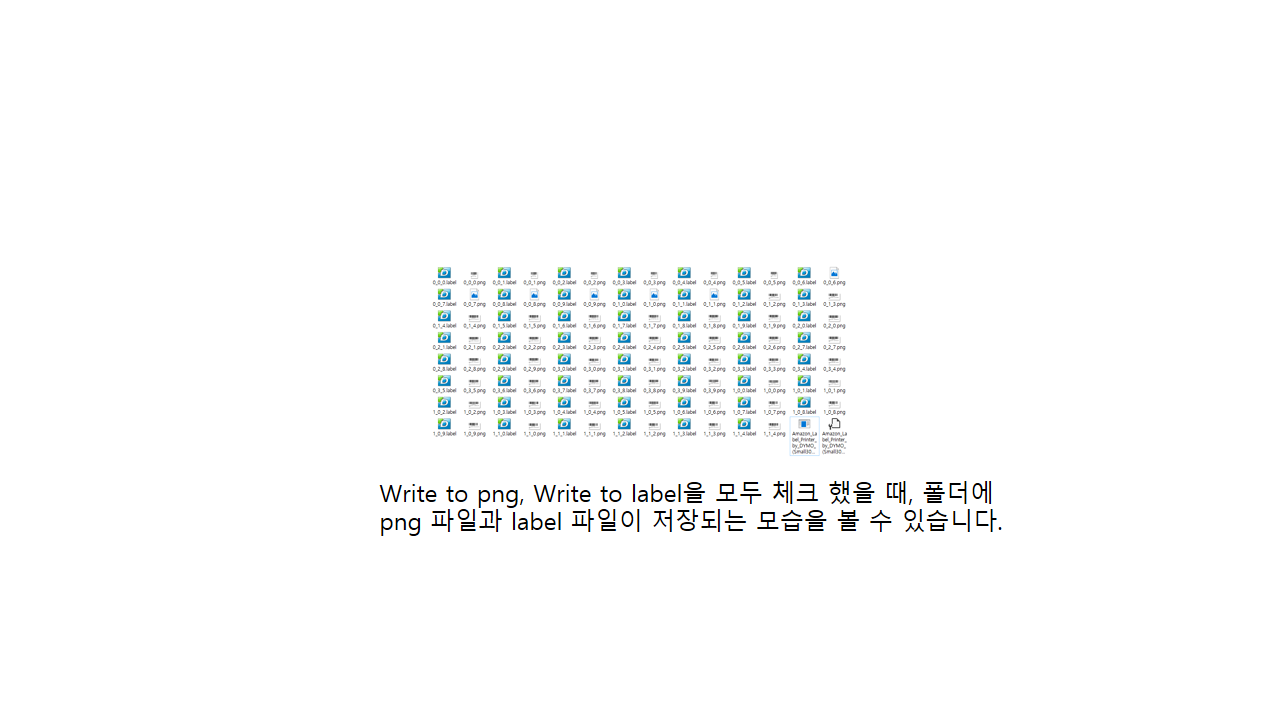 0_0_0.label 0_0_0.png 0_0_1.label 0_0_1.png 0_0_2.label 0_0_2.png 0_0_3.label 0_0_3.png 0_0_4.label 0_0_4.png 0_0_5.label 0_0_5.png 0_0_6.label 0_0_6.png
0_0_7.label 0_0_7.png 0_0_8.label 0_0_8.png 0_0_9.label 0_0_9.png 0_1_0.label 0_1_0.png 0_1_1.label 0_1_1.png 0_1_2.label 0_1_2.png 0_1_3.label 0_1_3.png
0_1_4.label 0_1_4.png 0_1_5.label 0_1_5.png 0_1_6.label 0_1_6.png 0_1_7.label 0_1_7.png 0_1_8.label 0_1_8.png 0_1_9.label 0_1_9.png 0_2_0.label 0_2_0.png
0_2_1.label 0_2_1.png 0_2_2.label 0_2_2.png 0_2_3.label 0_2_3.png 0_2_4.label 0_2_4.png 0_2_5.label 0_2_5.png 0_2_6.label 0_2_6.png 0_2_7.label 0_2_7.png
0_2_8.label 0_2_8.png 0_2_9.label 0_2_9.png 0_3_0.label 0_3_0.png 0_3_1.label 0_3_1.png 0_3_2.label 0_3_2.png 0_3_3.label 0_3_3.png 0_3_4.label 0_3_4.png
0_3_5.label 0_3_5.png 0_3_6.label 0_3_6.png 0_3_7.label 0_3_7.png 0_3_8.label 0_3_8.png 0_3_9.label 0_3_9.png 1_0_0.label 1_0_0.png 1_0_1.label 1_0_1.png
1_0_2.label 1_0_2.png 1_0_3.label 1_0_3.png 1_0_4.label 1_0_4.png 1_0_5.label 1_0_5.png 1_0_6.label 1_0_6.png 1_0_7.label 1_0_7.png 1_0_8.label 1_0_8.png
1_0_9.label 1_0_9.png 1_1_0.label 1_1_0.png 1_1_1.label 1_1_1.png 1_1_2.label 1_1_2.png 1_1_3.label 1_1_3.png 1_1_4.label 1_1_4.png Amazon_La Amazon_La
bel_Printer_ bel_Printer_
by_DYMO_ by_DYMO_
(Small30... (Small30...
Write to png, Write to label을 모두 체크 했을 때, 폴더에
png 파일과 label 파일이 저장되는 모습을 볼 수 있습니다.